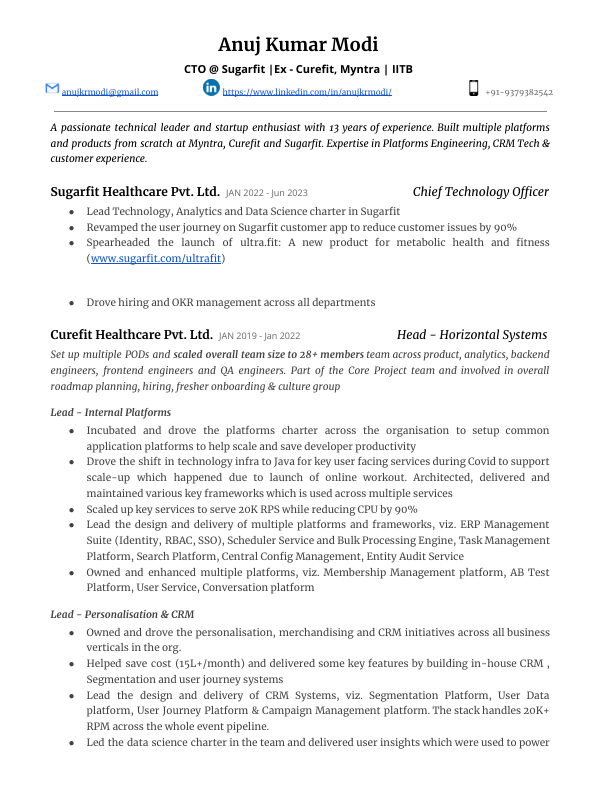 Anuj Kumar Modi
CTO @ Sugarfit |Ex - Curefit, Myntra | IITB
anujkrmodi@gmail.com https://www.linkedin.com/in/anujkrmodi/ +91-9379382542
A passionate technical leader and startup enthusiast with 13 years of experience. Built multiple platforms
and products from scratch at Myntra, Curefit and Sugarfit. Expertise in Platforms Engineering, CRM Tech &
customer experience.
Sugarfit Healthcare Pvt. Ltd. JAN 2022 - Jun 2023 Chief Technology Officer
● Lead Technology, Analytics and Data Science charter in Sugarfit
● Revamped the user journey on Sugarfit customer app to reduce customer issues by 90%
● Spearheaded the launch of ultra.fit: A new product for metabolic health and fitness
(www.sugarfit.com/ultrafit)
● Drove hiring and OKR management across all departments
Curefit Healthcare Pvt. Ltd. JAN 2019 - Jan 2022 Head - Horizontal Systems
Set up multiple PODs and scaled overall team size to 28+ members team across product, analytics, backend
engineers, frontend engineers and QA engineers. Part of the Core Project team and involved in overall
roadmap planning, hiring, fresher onboarding & culture group
Lead - Internal Platforms
● Incubated and drove the platforms charter across the organisation to setup common
application platforms to help scale and save developer productivity
● Drove the shift in technology infra to Java for key user facing services during Covid to support
scale-up which happened due to launch of online workout. Architected, delivered and
maintained various key frameworks which is used across multiple services
● Scaled up key services to serve 20K RPS while reducing CPU by 90%
● Lead the design and delivery of multiple platforms and frameworks, viz. ERP Management
Suite (Identity, RBAC, SSO), Scheduler Service and Bulk Processing Engine, Task Management
Platform, Search Platform, Central Config Management, Entity Audit Service
● Owned and enhanced multiple platforms, viz. Membership Management platform, AB Test
Platform, User Service, Conversation platform
Lead - Personalisation & CRM
● Owned and drove the personalisation, merchandising and CRM initiatives across all business
verticals in the org.
● Helped save cost (15L+/month) and delivered some key features by building in-house CRM ,
Segmentation and user journey systems
● Lead the design and delivery of CRM Systems, viz. Segmentation Platform, User Data
platform, User Journey Platform & Campaign Management platform. The stack handles 20K+
RPM across the whole event pipeline.
● Led the data science charter in the team and delivered user insights which were used to power